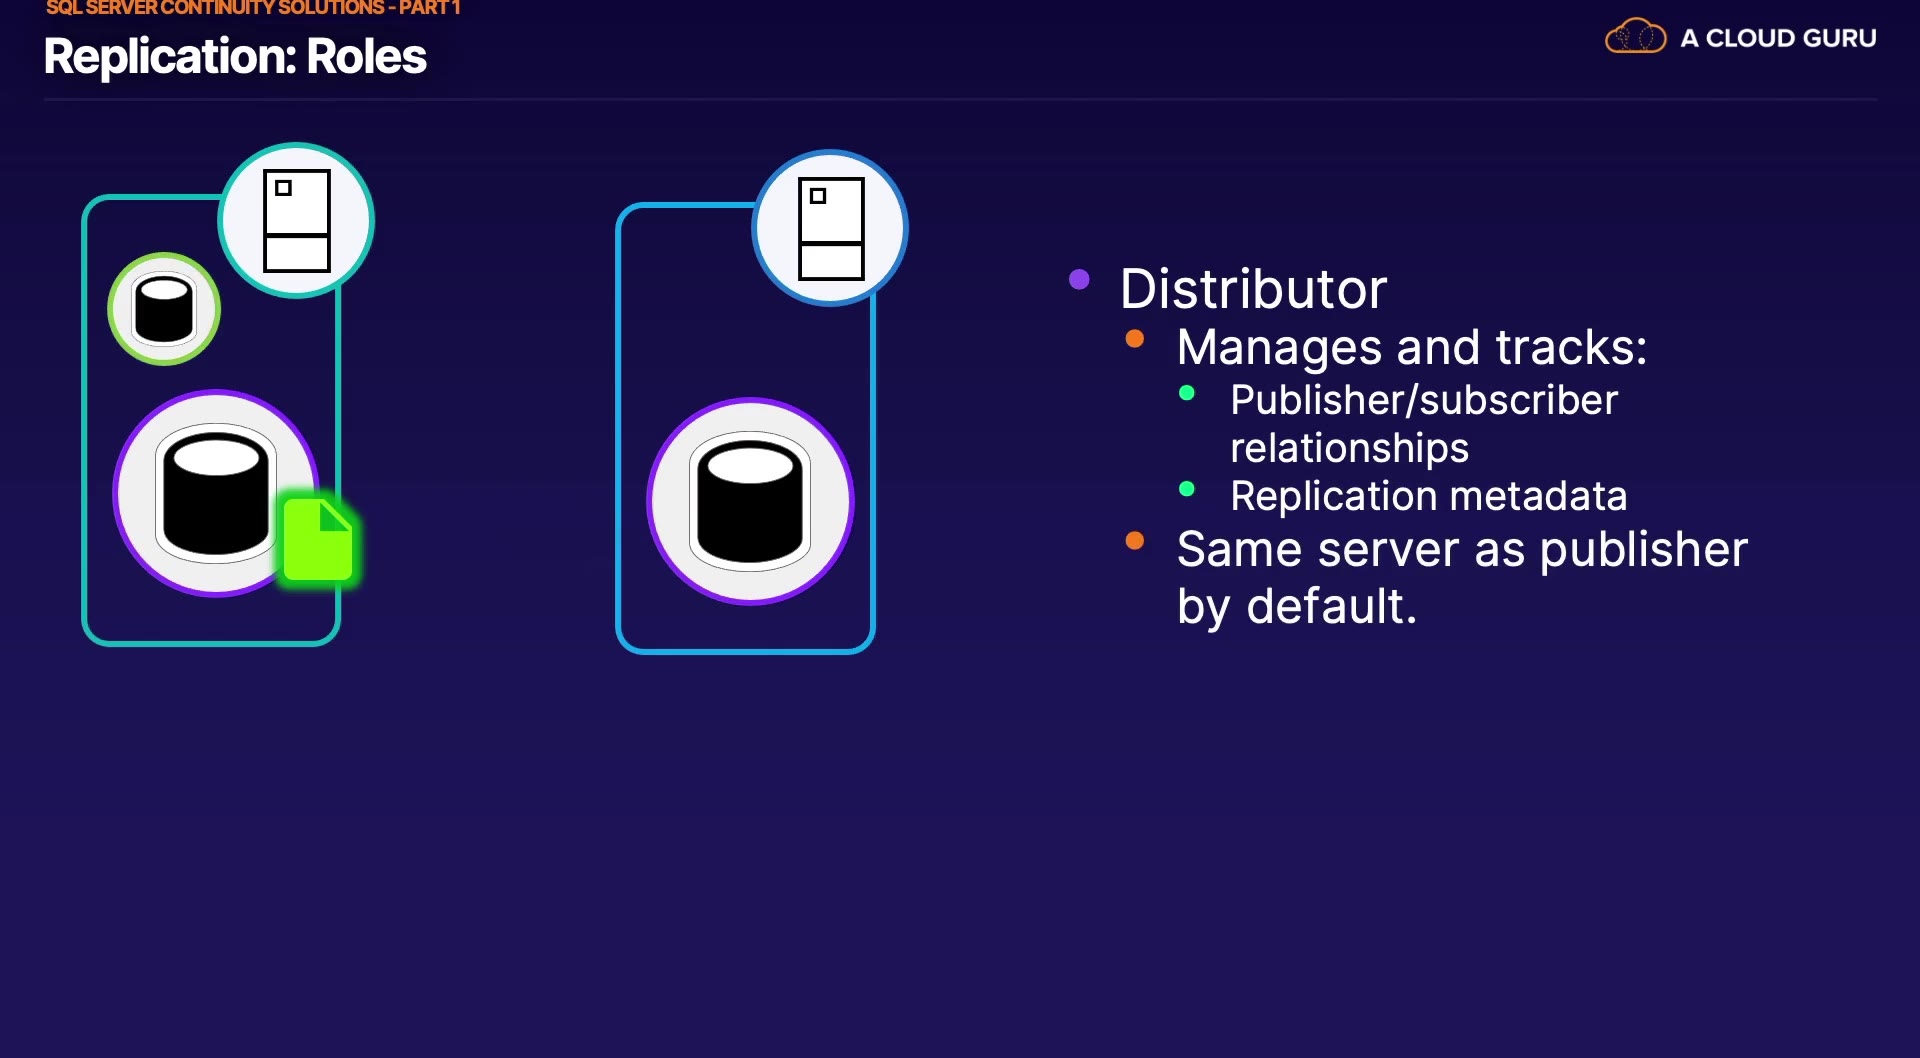 SQL SERVER CONTINUITY SOLUTIONS - PART 1
Replication: Roles
A CLOUD GURU
Distributor
Manages and tracks:
Publisher/subscriber
relationships
Replication metadata
Same server as publisher
by default.